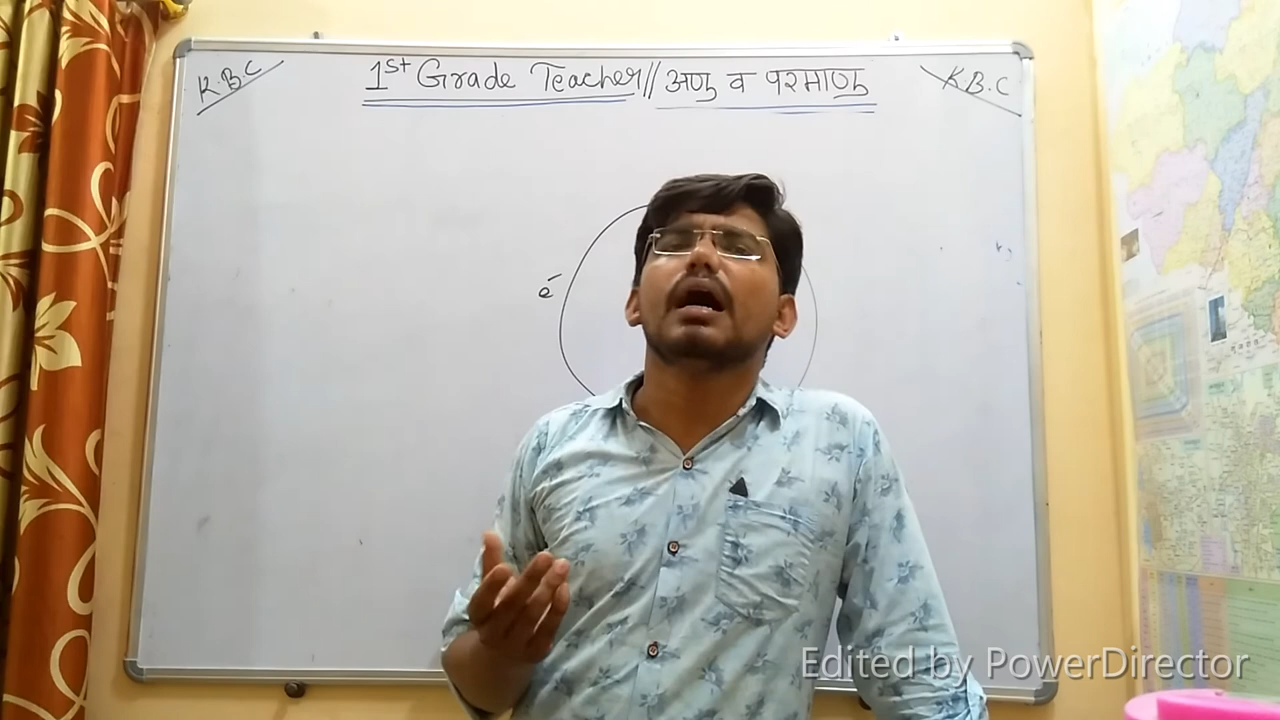 K.B.C
1st Grade Teacher // अणु व परमाणु
K.B.C
e-
Edited by PowerDirector